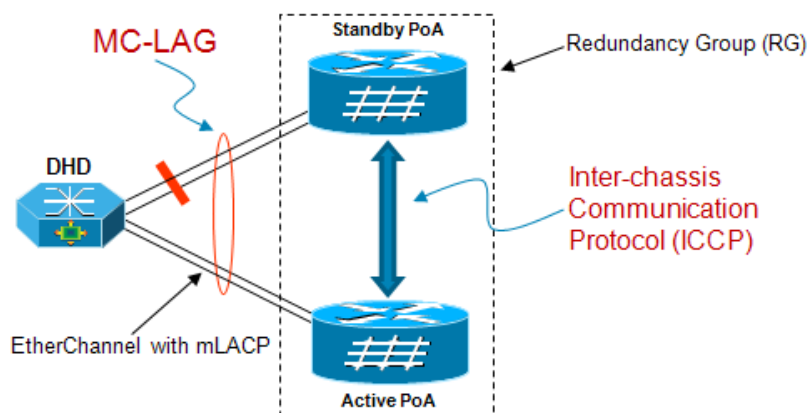 MC-LAG
Standby PoA
Redundancy Group (RG)
DHD
Inter-chassis
Communication
Protocol (ICCP)
EtherChannel with mLACP
Active PoA